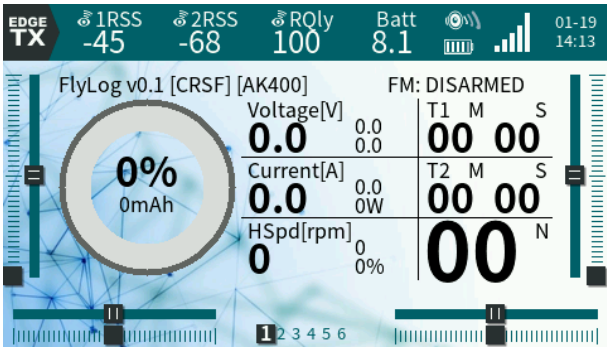 EDGE TX 1RSS 2RSS RQly Batt 01-19
-45 -68 100 8.1 14:13
FlyLog v0.1 [CRSF] [AK400] FM: DISARMED
Voltage[V] T1 M S
0.0 0.0 00 00
0.0
0%
0mAh
Current[A] T2 M S
0.0 0.0 00 00
0W
HSpd[rpm] 00 N
0 0
0%
1 2 3 4 5 6